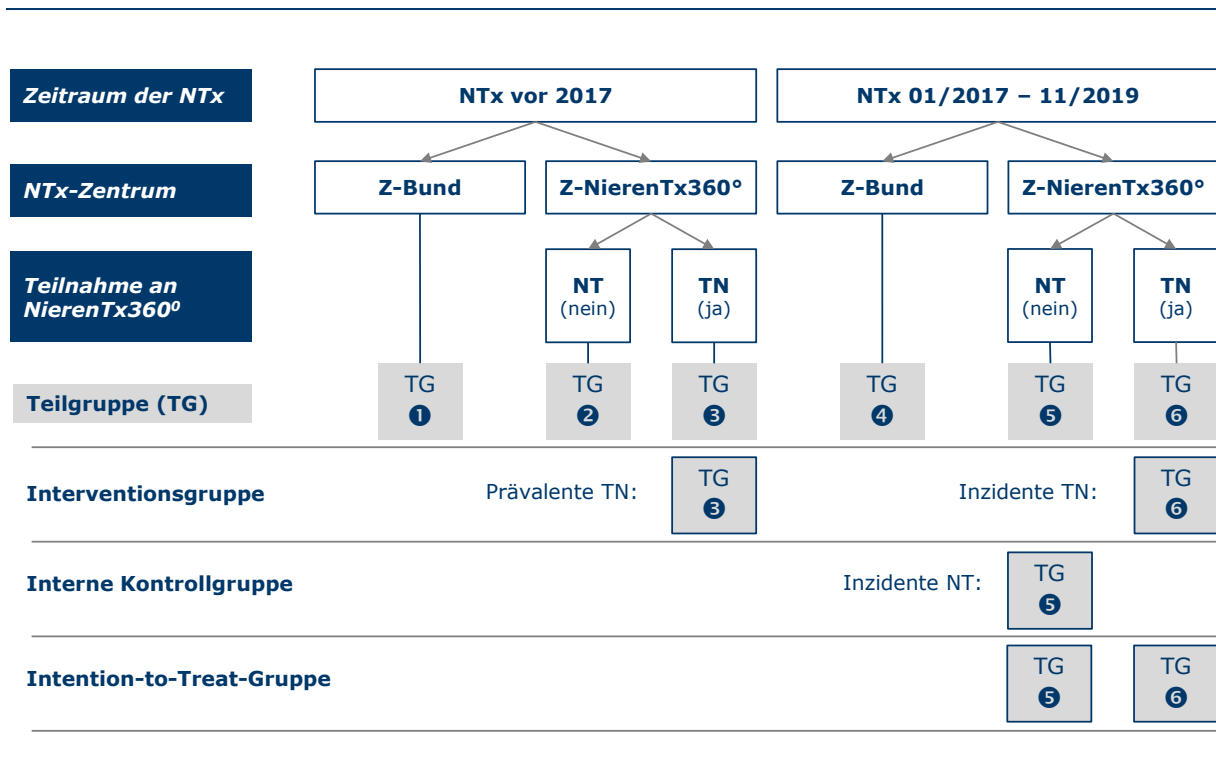 Zeitraum der NTx
NTx vor 2017
NTx 01/2017 – 11/2019
NTx-Zentrum
Z-Bund
Z-NierenTx360°
Z-Bund
Z-NierenTx360°
Teilnahme an
NierenTx360⁰
NT
(nein)
TN
(ja)
NT
(nein)
TN
(ja)
Teilgruppe (TG)
TG
❶
TG
❷
TG
❸
TG
❹
TG
❺
TG
❻
Interventionsgruppe
Prävalente TN:
TG
❸
Inzidente TN:
TG
❻
Interne Kontrollgruppe
Inzidente NT:
TG
❺
Intention-to-Treat-Gruppe
TG
❺
TG
❻